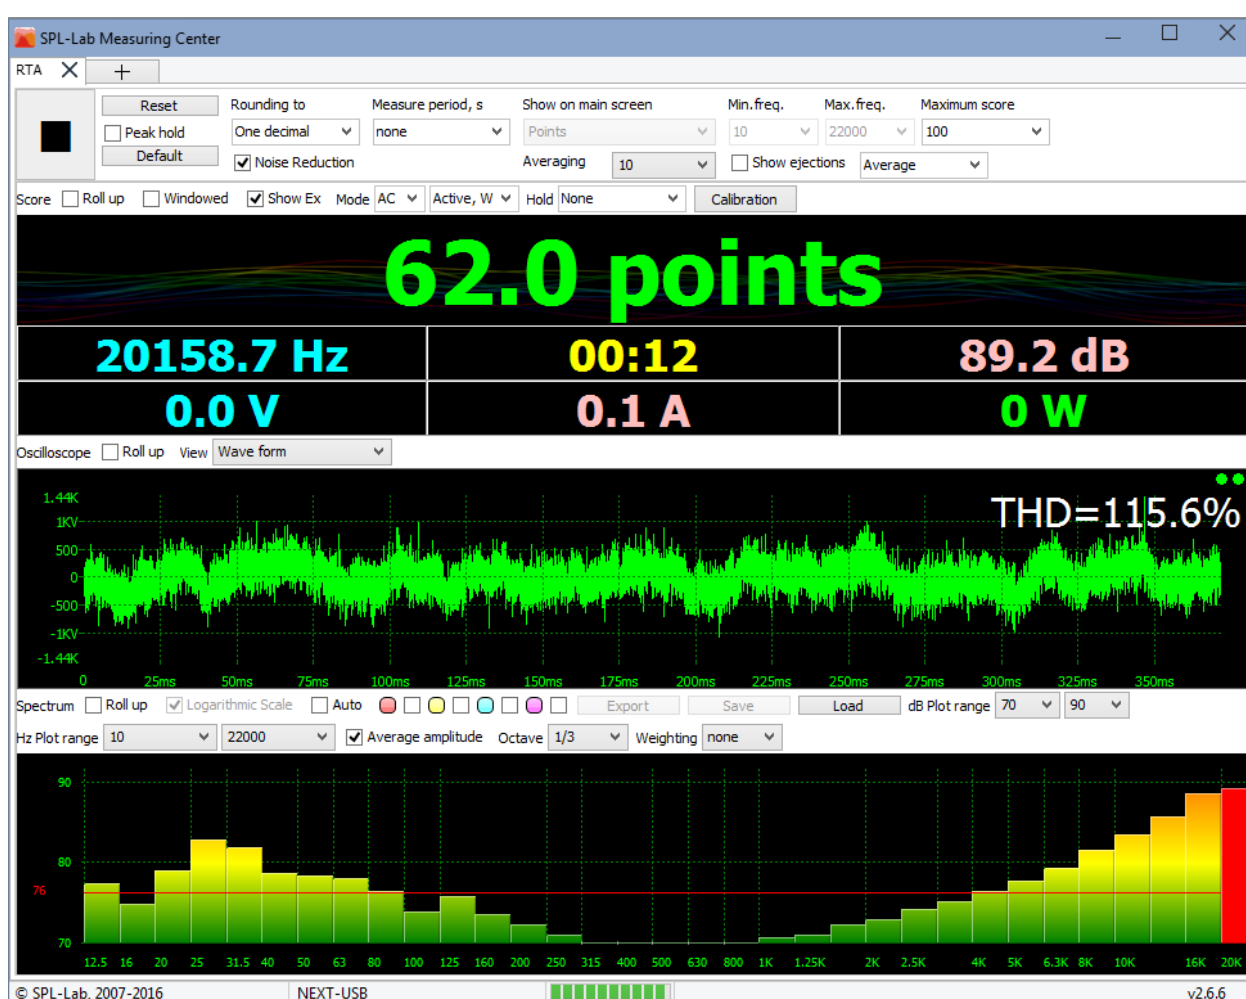 SPL-Lab Measuring Center
RTA
Reset Rounding to Measure period, s Show on main screen Min.freq. Max.freq. Maximum score
Peak hold One decimal none Points 10 22000 100
Default Noise Reduction Averaging 10 Show ejections Average
Score Roll up Windowed Show Ex Mode AC Active, W Hold None Calibration
62.0 points
20158.7 Hz 00:12 89.2 dB
0.0 V 0.1 A 0 W
Oscilloscope Roll up View Wave form
THD=115.6%
1.44K
1KV
500
0
-500
-1KV
-1.44K
0 25ms 50ms 75ms 100ms 125ms 150ms 175ms 200ms 225ms 250ms 275ms 300ms 325ms 350ms
Spectrum Roll up Logarithmic Scale Auto Export Save Load dB Plot range 70 90
Hz Plot range 10 22000 Average amplitude Octave 1/3 Weighting none
90
80
76
70
12.5 16 20 25 31.5 40 50 63 80 100 125 160 200 250 315 400 500 630 800 1K 1.25K 2K 2.5K 4K 5K 6.3K 8K 10K 16K 20K
© SPL-Lab, 2007-2016 NEXT-USB v2.6.6